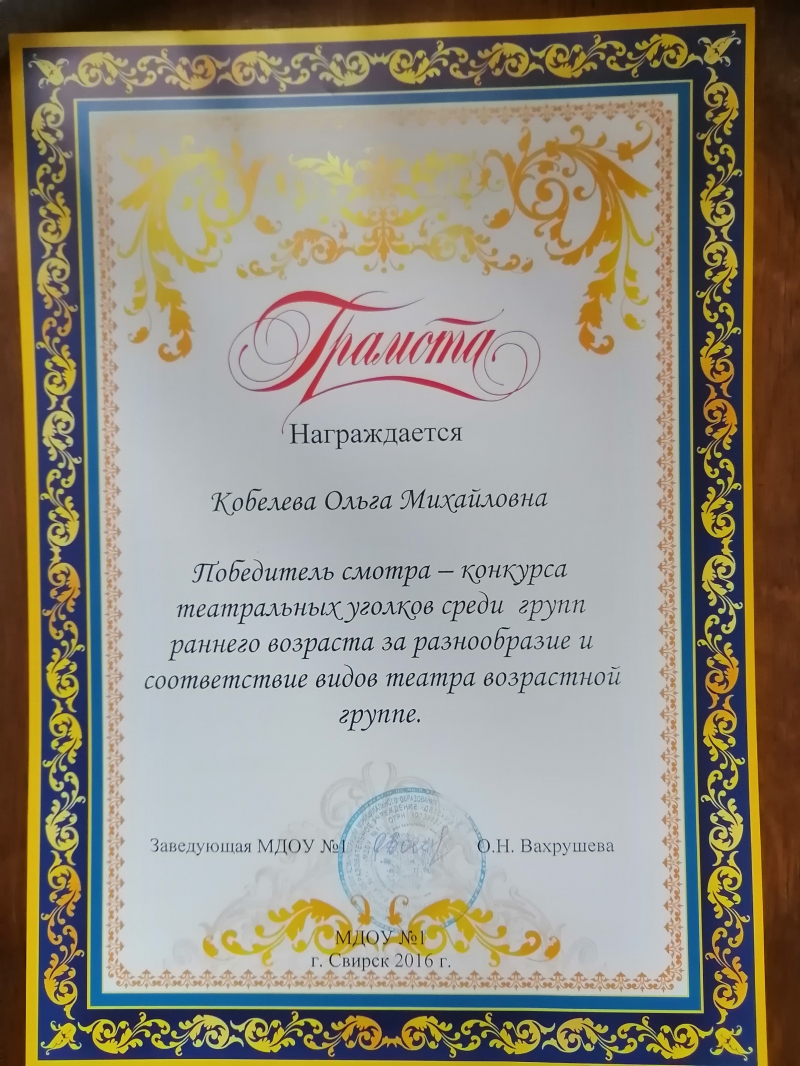 Грамота
Награждается
Кобелева Ольга Михайловна
Победитель смотра – конкурса
театральных уголков среди групп
раннего возраста за разнообразие и
соответствие видов театра возрастной
группе.
Заведующая МДОУ №1 О.Н. Вахрушева
МДОУ №1
г. Свирск 2016 г.